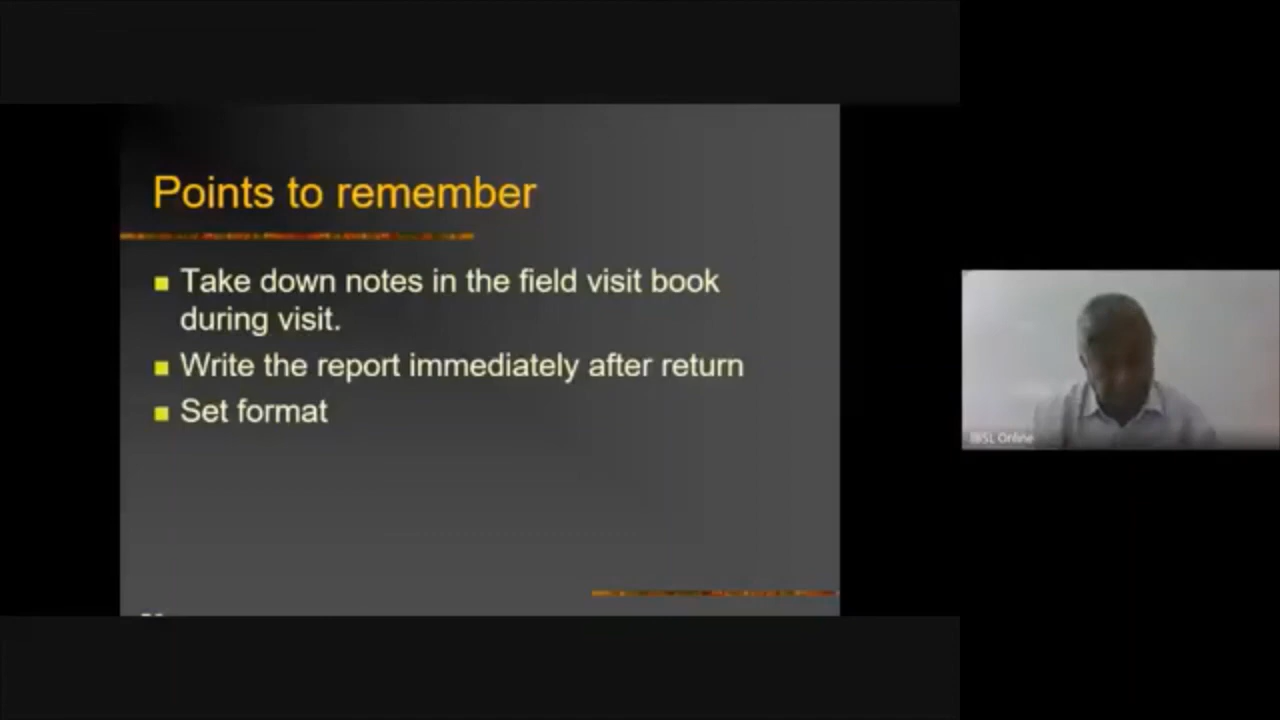 Points to remember
Take down notes in the field visit book
during visit.
Write the report immediately after return
Set format
IBSL Online